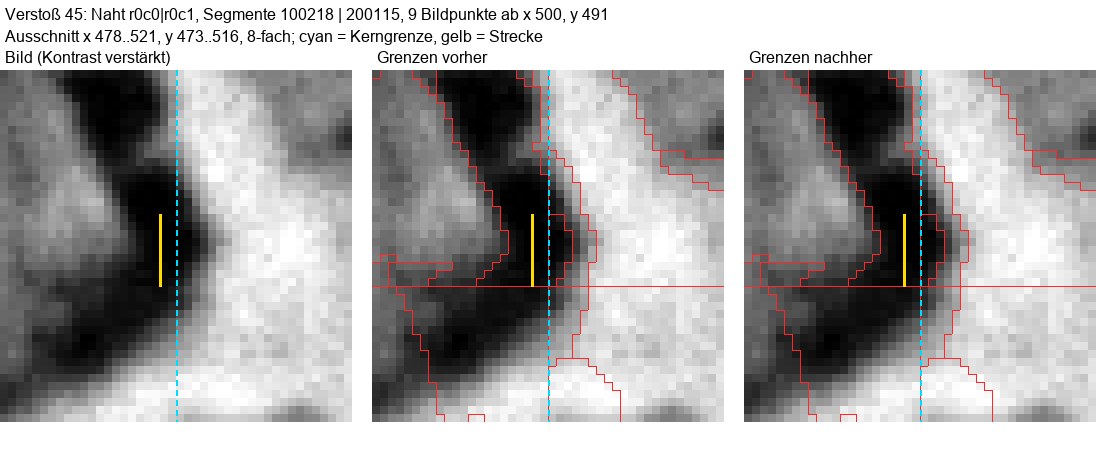 Verstoß 45: Naht r0c0|r0c1, Segmente 100218 | 200115, 9 Bildpunkte ab x 500, y 491
Ausschnitt x 478..521, y 473..516, 8-fach; cyan = Kerngrenze, gelb = Strecke
Bild (Kontrast verstärkt)
Grenzen vorher
Grenzen nachher